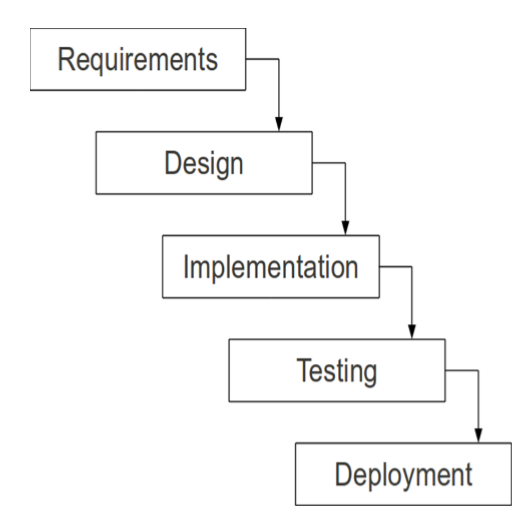 Requirements
Design
Implementation
Testing
Deployment